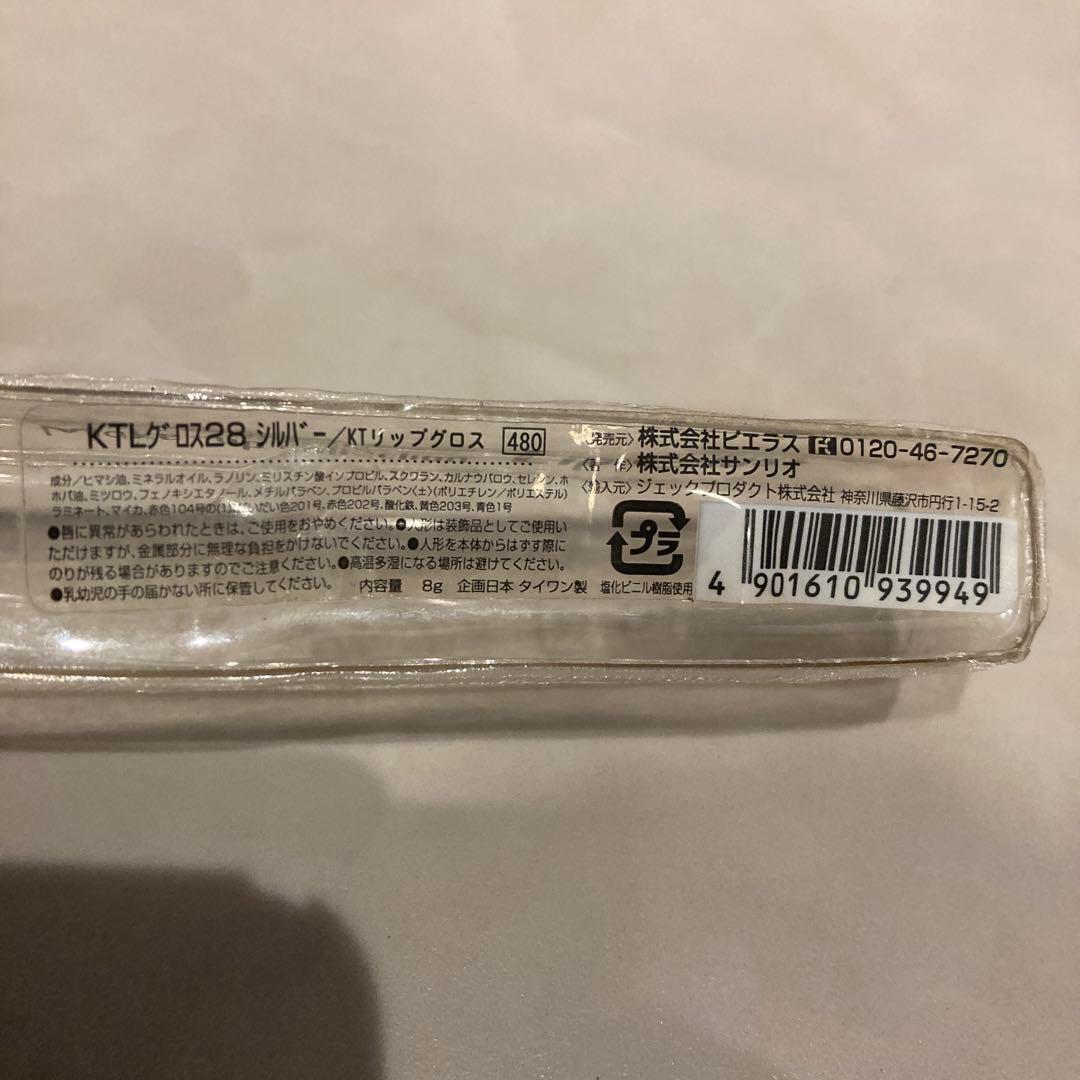 KTLグロス28 シルバー/KTリップグロス 480
成分/ヒマシ油、ミネラルオイル、ラノリン、ミリスチン酸イソプロピル、スクワラン、カルナウバロウ、セレシン、ホ
ホバ油、ミツロウ、フェノキシエタノール、メチルパラベン、プロピルパラベン(±)(ポリエチレン/ポリエステル)
ラミネート、マイカ、赤色104号の(1)、だいだい色201号、赤色202号、酸化鉄、黄色203号、青色1号
●唇に異常があらわれたときは、ご使用をおやめください。●人形は装飾品としてご使用い
ただけますが、金属部分に無理な負担をかけないでください。●人形を本体からはずす際に
のりが残る場合がありますのでご注意ください。●高温多湿になる場所は避けてください。
●乳幼児の手の届かない所に保管してください。 内容量 8g 企画日本 タイワン製
〈発売元〉株式会社ピエラス 0120-46-7270
〈著 作〉株式会社サンリオ
〈輸入元〉ジェックプロダクト株式会社 神奈川県藤沢市円行1-15-2
プラ
塩化ビニル樹脂使用
4 901610 939949